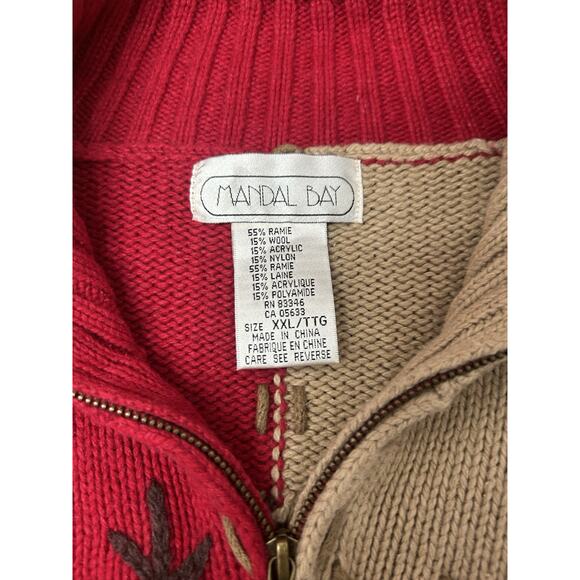 MANDAL BAY
55% RAMIE
15% WOOL
15% ACRYLIC
15% NYLON
55% RAMIE
15% LAINE
15% ACRYLIQUE
15% POLYAMIDE
RN 83346
CA 05633
SIZE XXL/TTG
MADE IN CHINA
FABRIQUE EN CHINE
CARE SEE REVERSE